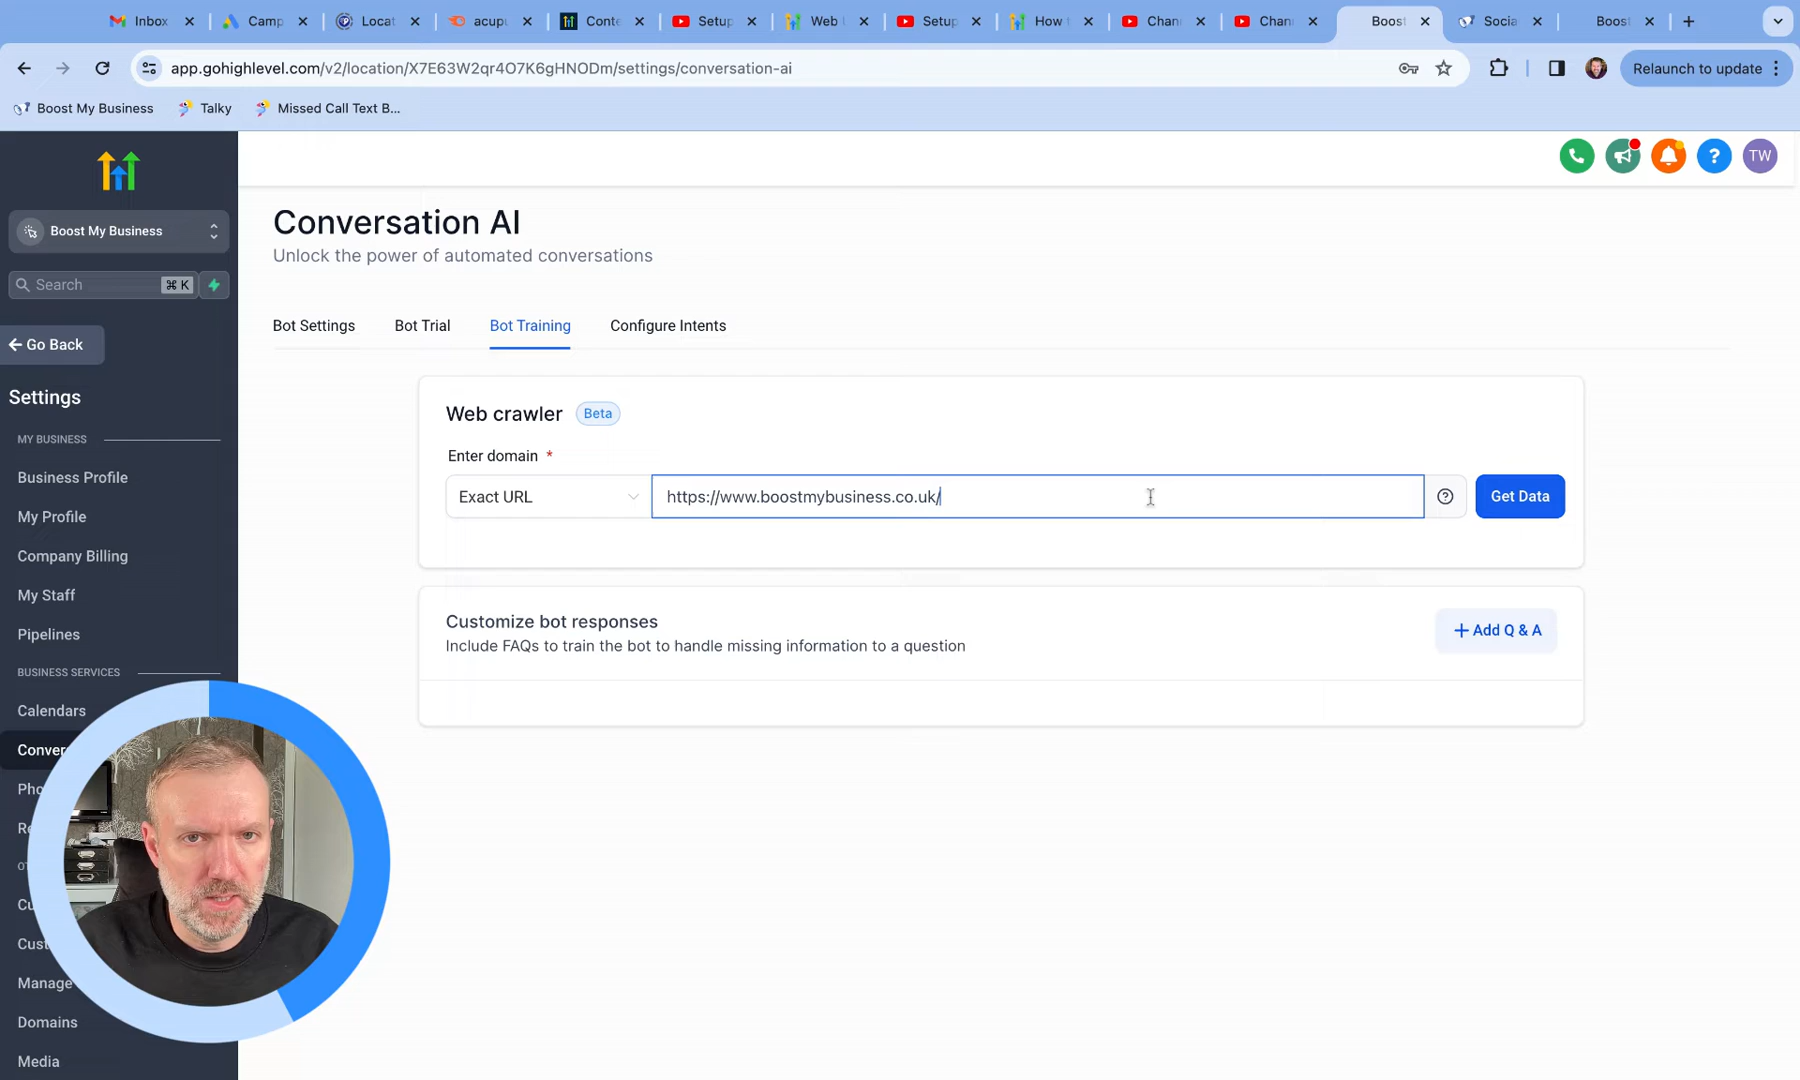 Inbox
Camp
Locat
acupu
Conte
Setup
Web
Setup
How
Chan
Chan
Boost
Socia
Boost
app.gohighlevel.com/v2/location/X7E63W2qr4O7K6gHNODm/settings/conversation-ai
Relaunch to update
Boost My Business
Talky
Missed Call Text B...
TW
Boost My Business
Search
⌘ K
Go Back
Settings
MY BUSINESS
Business Profile
My Profile
Company Billing
My Staff
Pipelines
BUSINESS SERVICES
Calendars
Conver
Pho
Re
Cu
Cust
Manage
Domains
Media
Conversation AI
Unlock the power of automated conversations
Bot Settings
Bot Trial
Bot Training
Configure Intents
Web crawler
Beta
Enter domain *
Exact URL
https://www.boostmybusiness.co.uk/
Get Data
Customize bot responses
Include FAQs to train the bot to handle missing information to a question
+ Add Q & A